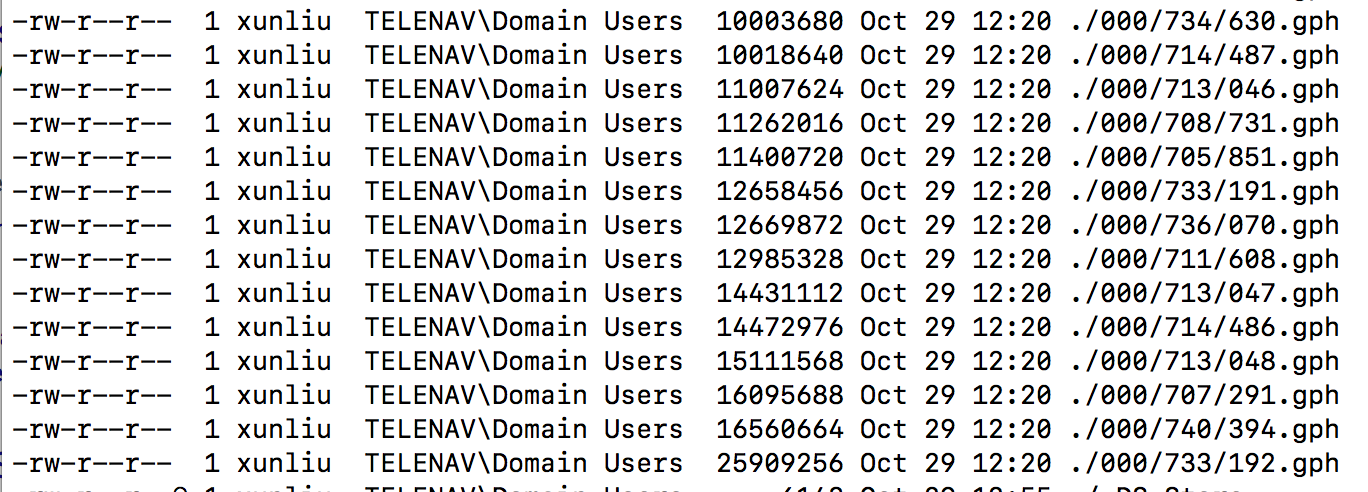 -rw-r--r--  1 xunliu  TELENAV\Domain Users  10003680 Oct 29 12:20 ./000/734/630.gph
-rw-r--r--  1 xunliu  TELENAV\Domain Users  10018640 Oct 29 12:20 ./000/714/487.gph
-rw-r--r--  1 xunliu  TELENAV\Domain Users  11007624 Oct 29 12:20 ./000/713/046.gph
-rw-r--r--  1 xunliu  TELENAV\Domain Users  11262016 Oct 29 12:20 ./000/708/731.gph
-rw-r--r--  1 xunliu  TELENAV\Domain Users  11400720 Oct 29 12:20 ./000/705/851.gph
-rw-r--r--  1 xunliu  TELENAV\Domain Users  12658456 Oct 29 12:20 ./000/733/191.gph
-rw-r--r--  1 xunliu  TELENAV\Domain Users  12669872 Oct 29 12:20 ./000/736/070.gph
-rw-r--r--  1 xunliu  TELENAV\Domain Users  12985328 Oct 29 12:20 ./000/711/608.gph
-rw-r--r--  1 xunliu  TELENAV\Domain Users  14431112 Oct 29 12:20 ./000/713/047.gph
-rw-r--r--  1 xunliu  TELENAV\Domain Users  14472976 Oct 29 12:20 ./000/714/486.gph
-rw-r--r--  1 xunliu  TELENAV\Domain Users  15111568 Oct 29 12:20 ./000/713/048.gph
-rw-r--r--  1 xunliu  TELENAV\Domain Users  16095688 Oct 29 12:20 ./000/707/291.gph
-rw-r--r--  1 xunliu  TELENAV\Domain Users  16560664 Oct 29 12:20 ./000/740/394.gph
-rw-r--r--  1 xunliu  TELENAV\Domain Users  25909256 Oct 29 12:20 ./000/733/192.gph
1 xunliu  TELENAV\Domain Users